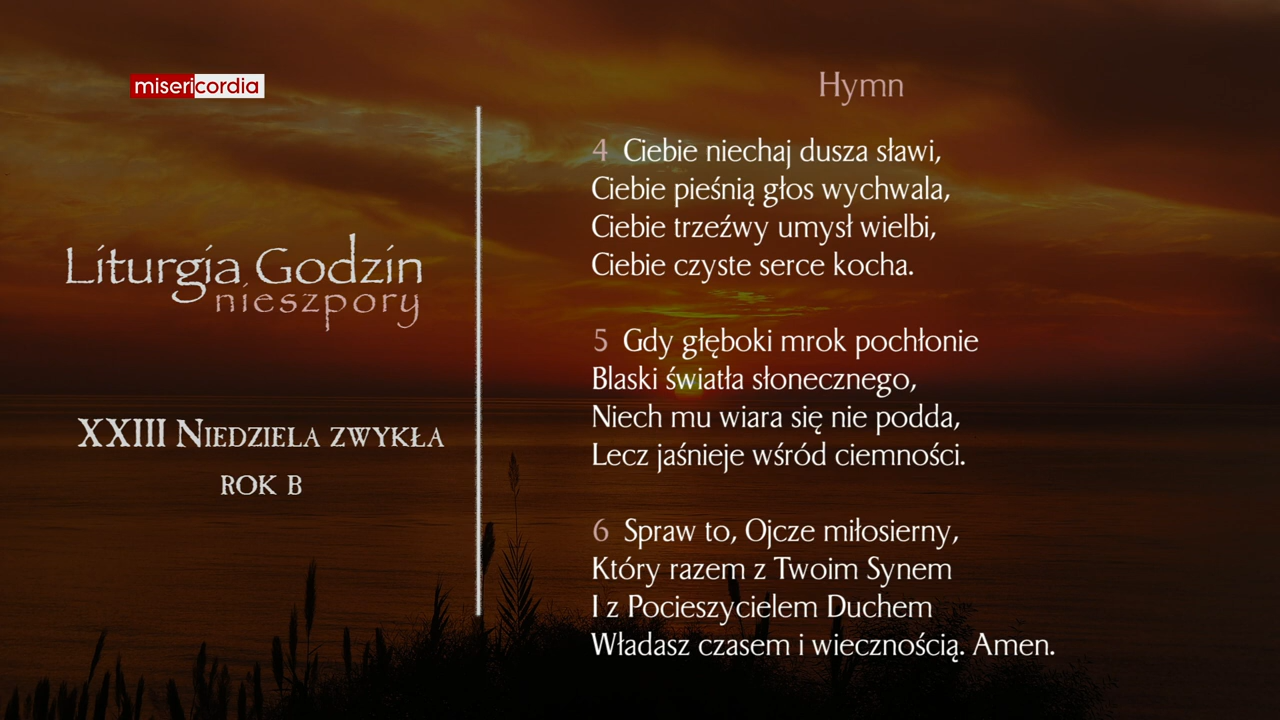 misericordia
Liturgia Godzin
nieszpory
XXIII Niedziela zwykła
rok B
Hymn
4 Ciebie niechaj dusza sławi,
Ciebie pieśnią głos wychwala,
Ciebie trzeźwy umysł wielbi,
Ciebie czyste serce kocha.
5 Gdy głęboki mrok pochłonie
Blaski światła słonecznego,
Niech mu wiara się nie podda,
Lecz jaśnieje wśród ciemności.
6 Spraw to, Ojcze miłosierny,
Który razem z Twoim Synem
I z Pocieszycielem Duchem
Władasz czasem i wiecznością. Amen.